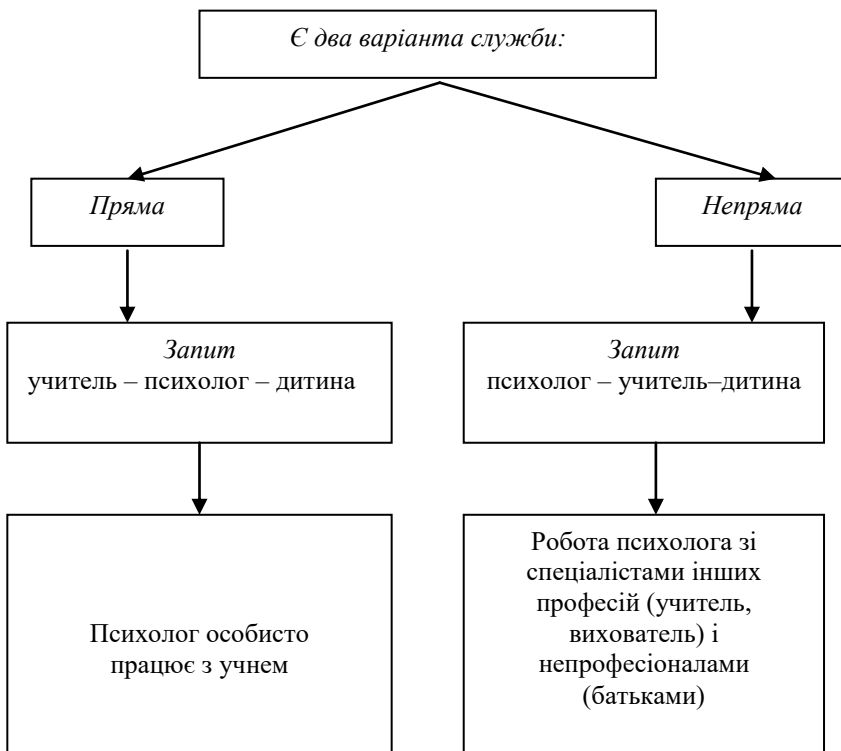 Є два варіанта служби:
Пряма
Непряма
Запит
учитель – психолог – дитина
Запит
психолог – учитель–дитина
Психолог особисто
працює з учнем
Робота психолога зі
спеціалістами інших
професій (учитель,
вихователь) і
непрофесіоналами
(батьками)